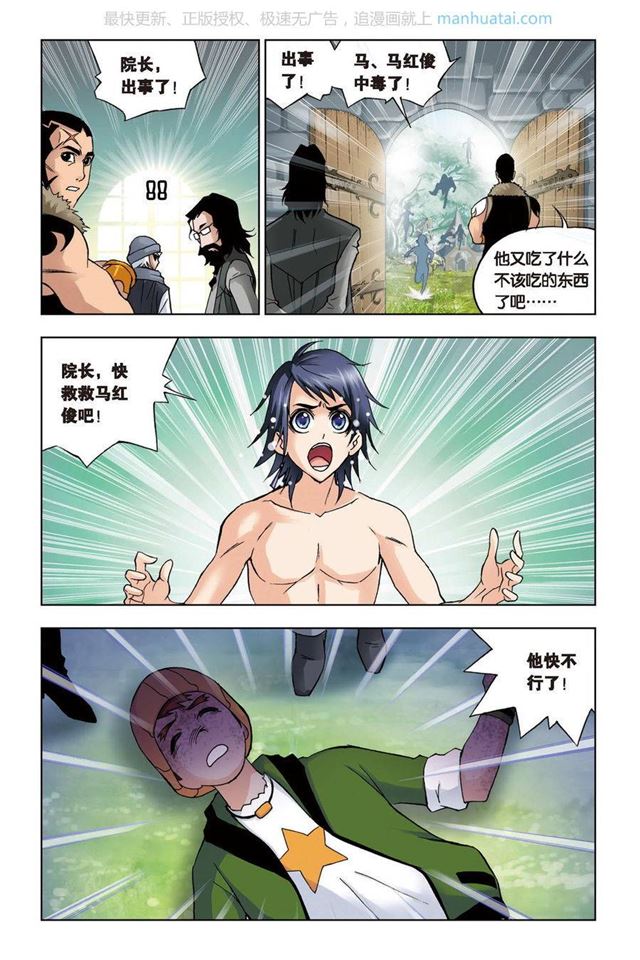 最快更新、正版授权、极速无广告，追漫画就上 manhuatai.com
院长，
出事了！
88
出事
了！
马、马红俊
中毒了！
他又吃了什么
不该吃的东西
了吧……
院长，快
救救马红
俊吧！
他快不
行了！